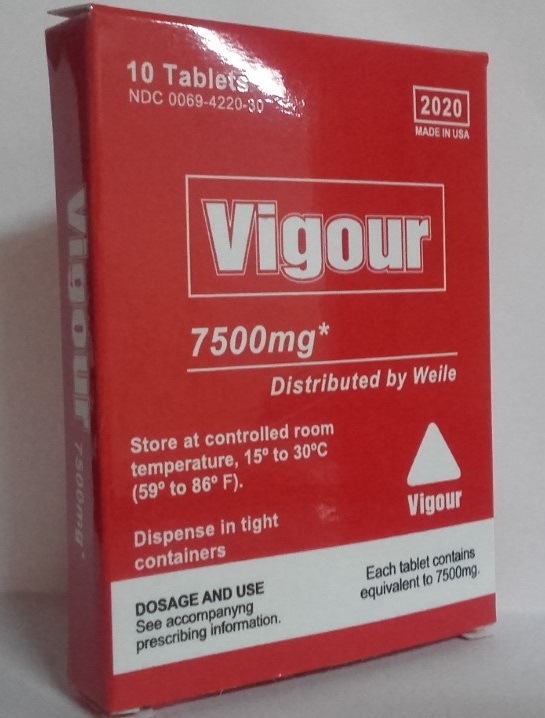 10 Tablets
NDC 0069-4220-30
2020
MADE IN USA
Vigour
7500mg*
Distributed by Weile
Store at controlled room
temperature, 15º to 30ºC
(59º to 86º F).
Vigour
Dispense in tight
containers
DOSAGE AND USE
See accompanyng
prescribing information.
Each tablet contains
equivalent to 7500mg.
Vigour 7500mg*